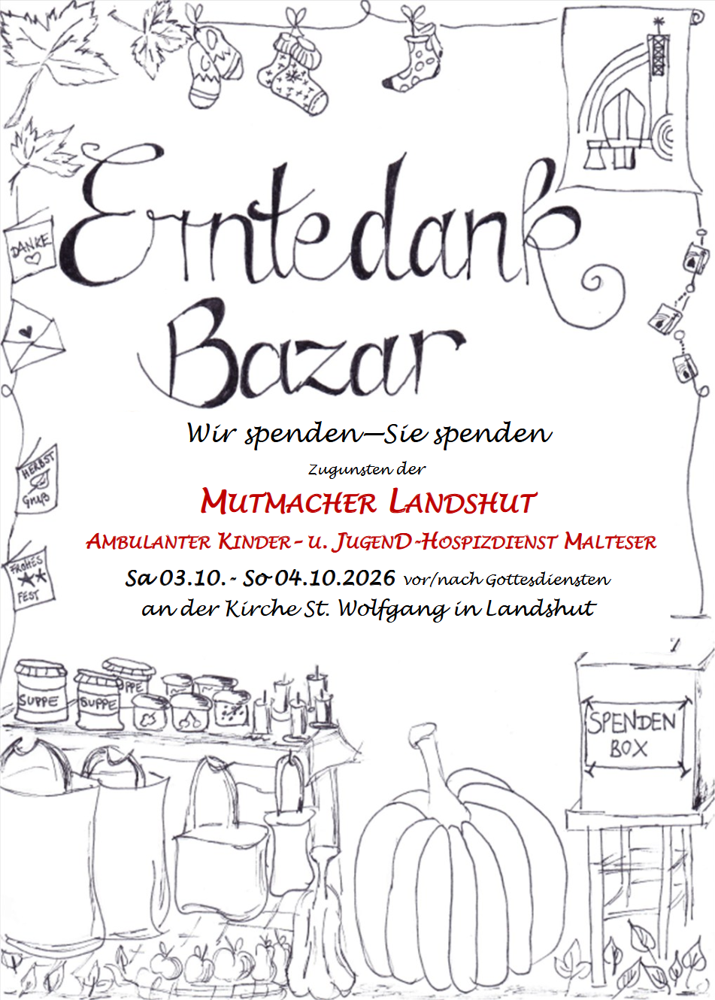 DANKE
Erntedank
Bazar
Wir spenden—Sie spenden
Zugunsten der
MUTMACHER LANDSHUT
AMBULANTER KINDER- U. JUGEND-HOSPIZDIENST MALTESER
Sa 03.10.- So 04.10.2026 vor/nach Gottesdiensten
an der Kirche St. Wolfgang in Landshut
HERBST
Gruß
FROHES
FEST
SUPPE
SUPPE
UPPE
SPENDEN
BOX